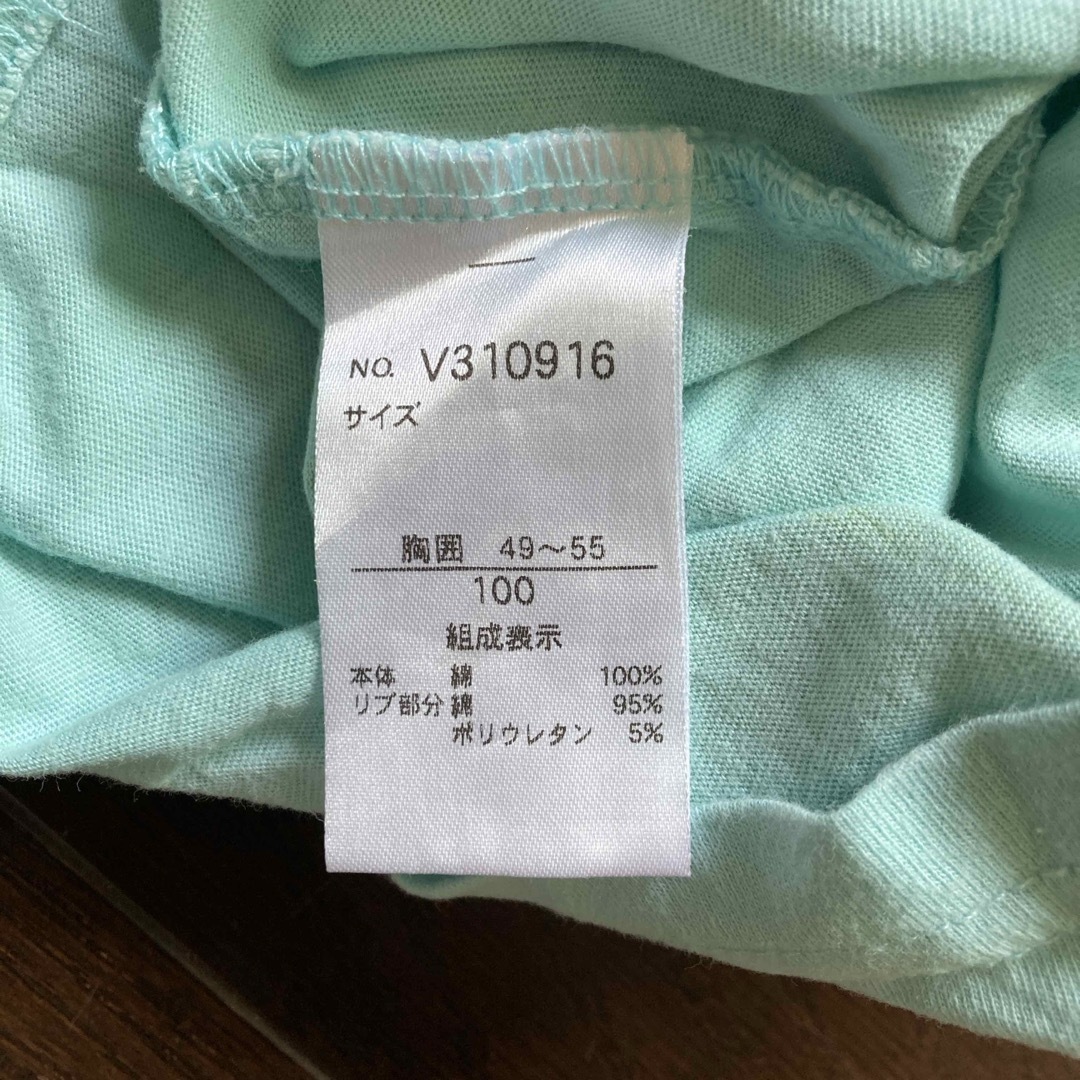 NO. V310916
サイズ
胸囲 49～55
100
組成表示
本体 綿 100%
リブ部分 綿 95%
ポリウレタン 5%